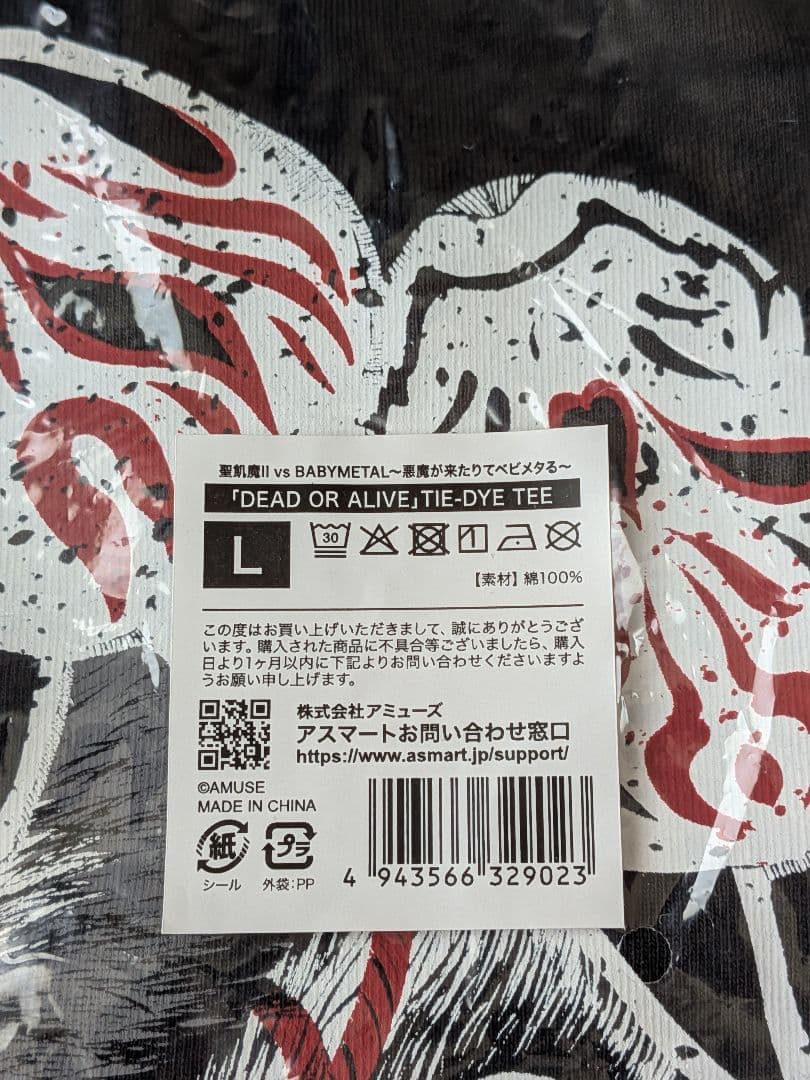 聖飢魔II vs BABYMETAL～悪魔が来たりてベビメタる～
「DEAD OR ALIVE」TIE-DYE TEE
L
30
【素材】綿100%
この度はお買い上げいただきまして、誠にありがとうござい
ます。購入された商品に不具合等ございましたら、購入
日より1ヶ月以内に下記よりお問い合わせくださいますよ
うお願い申し上げます。
株式会社アミューズ
アスマートお問い合わせ窓口
https://www.asmart.jp/support/
©AMUSE
MADE IN CHINA
紙
プラ
シール
外袋:PP
4 943566 329023